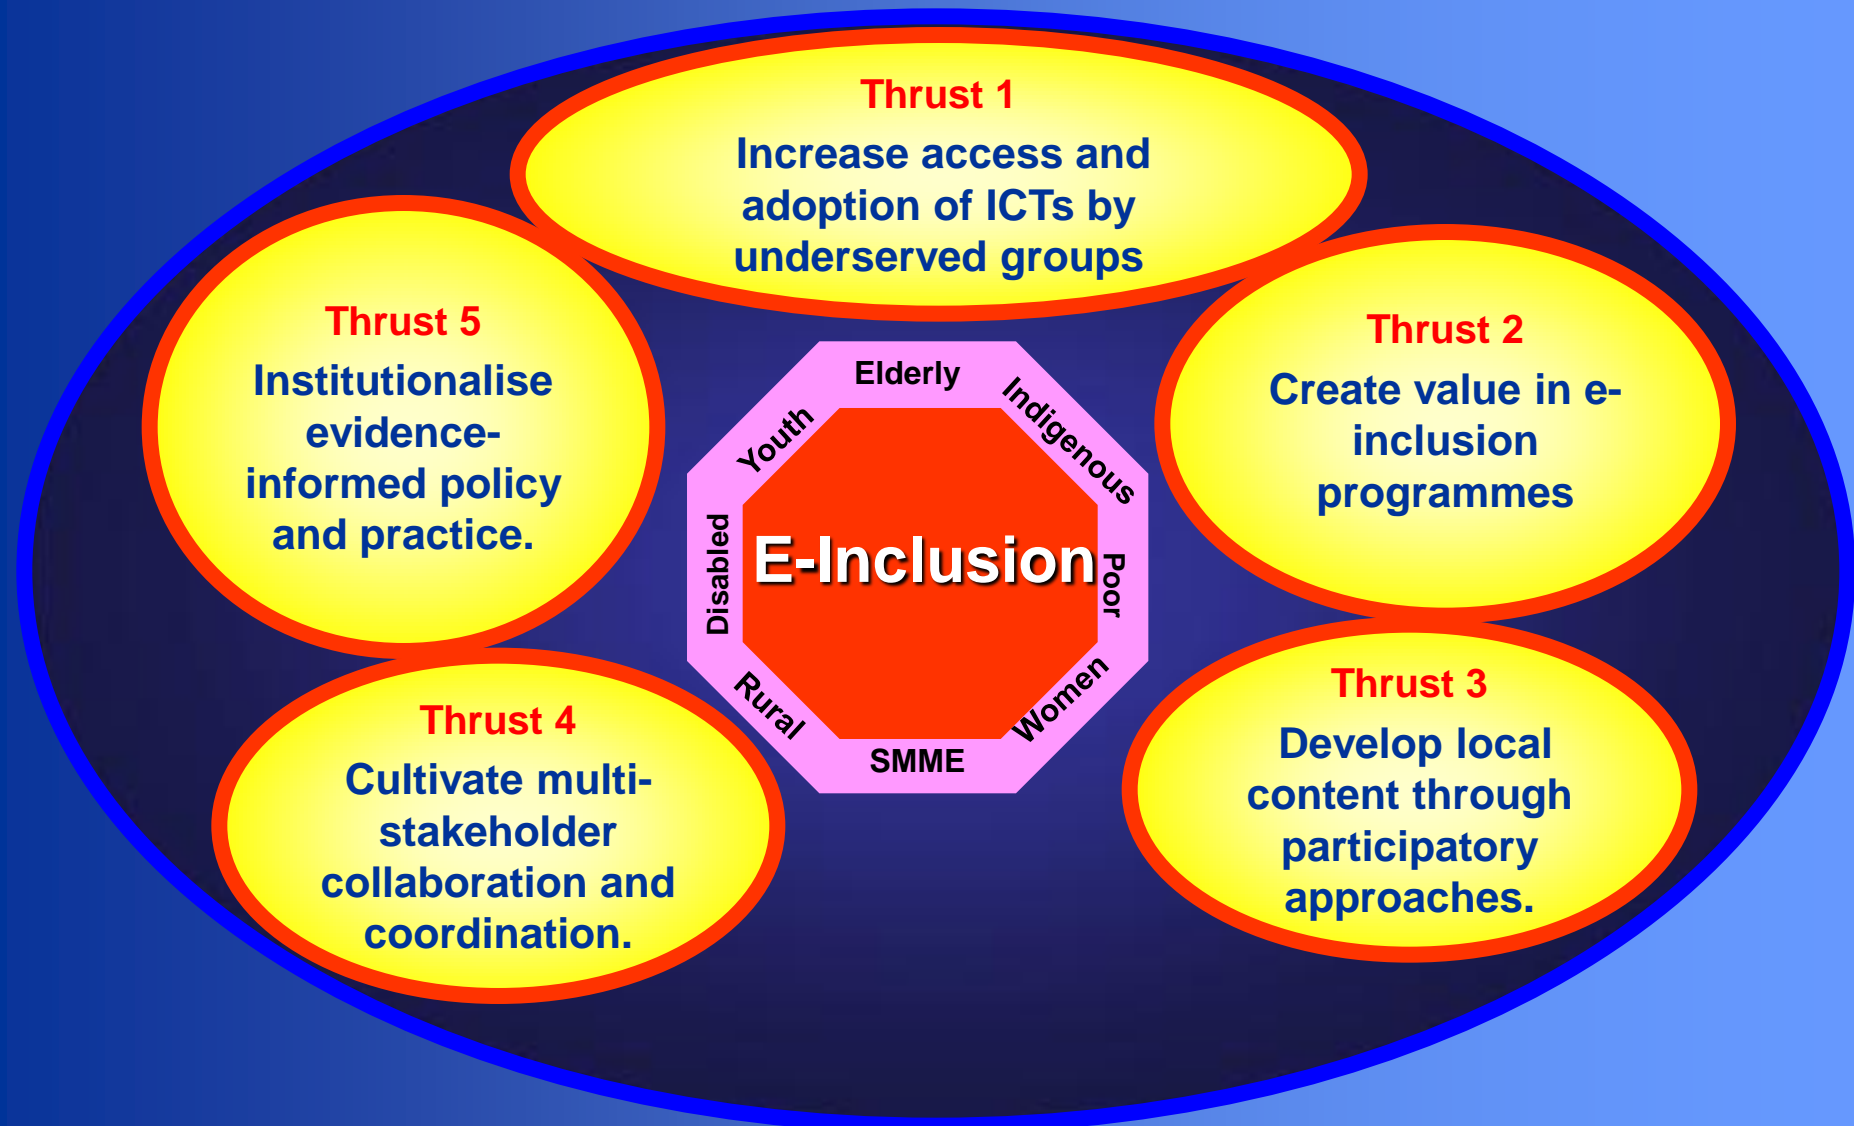 Thrust 1
Increase access and
adoption of ICTs by
underserved groups
Thrust 5
Institutionalise
evidence-
informed policy
and practice.
Thrust 2
Create value in e-
inclusion
programmes
Elderly
Indigenous
Poor
Women
SMME
Rural
Disabled
Youth
E-Inclusion
Thrust 4
Cultivate multi-
stakeholder
collaboration and
coordination.
Thrust 3
Develop local
content through
participatory
approaches.